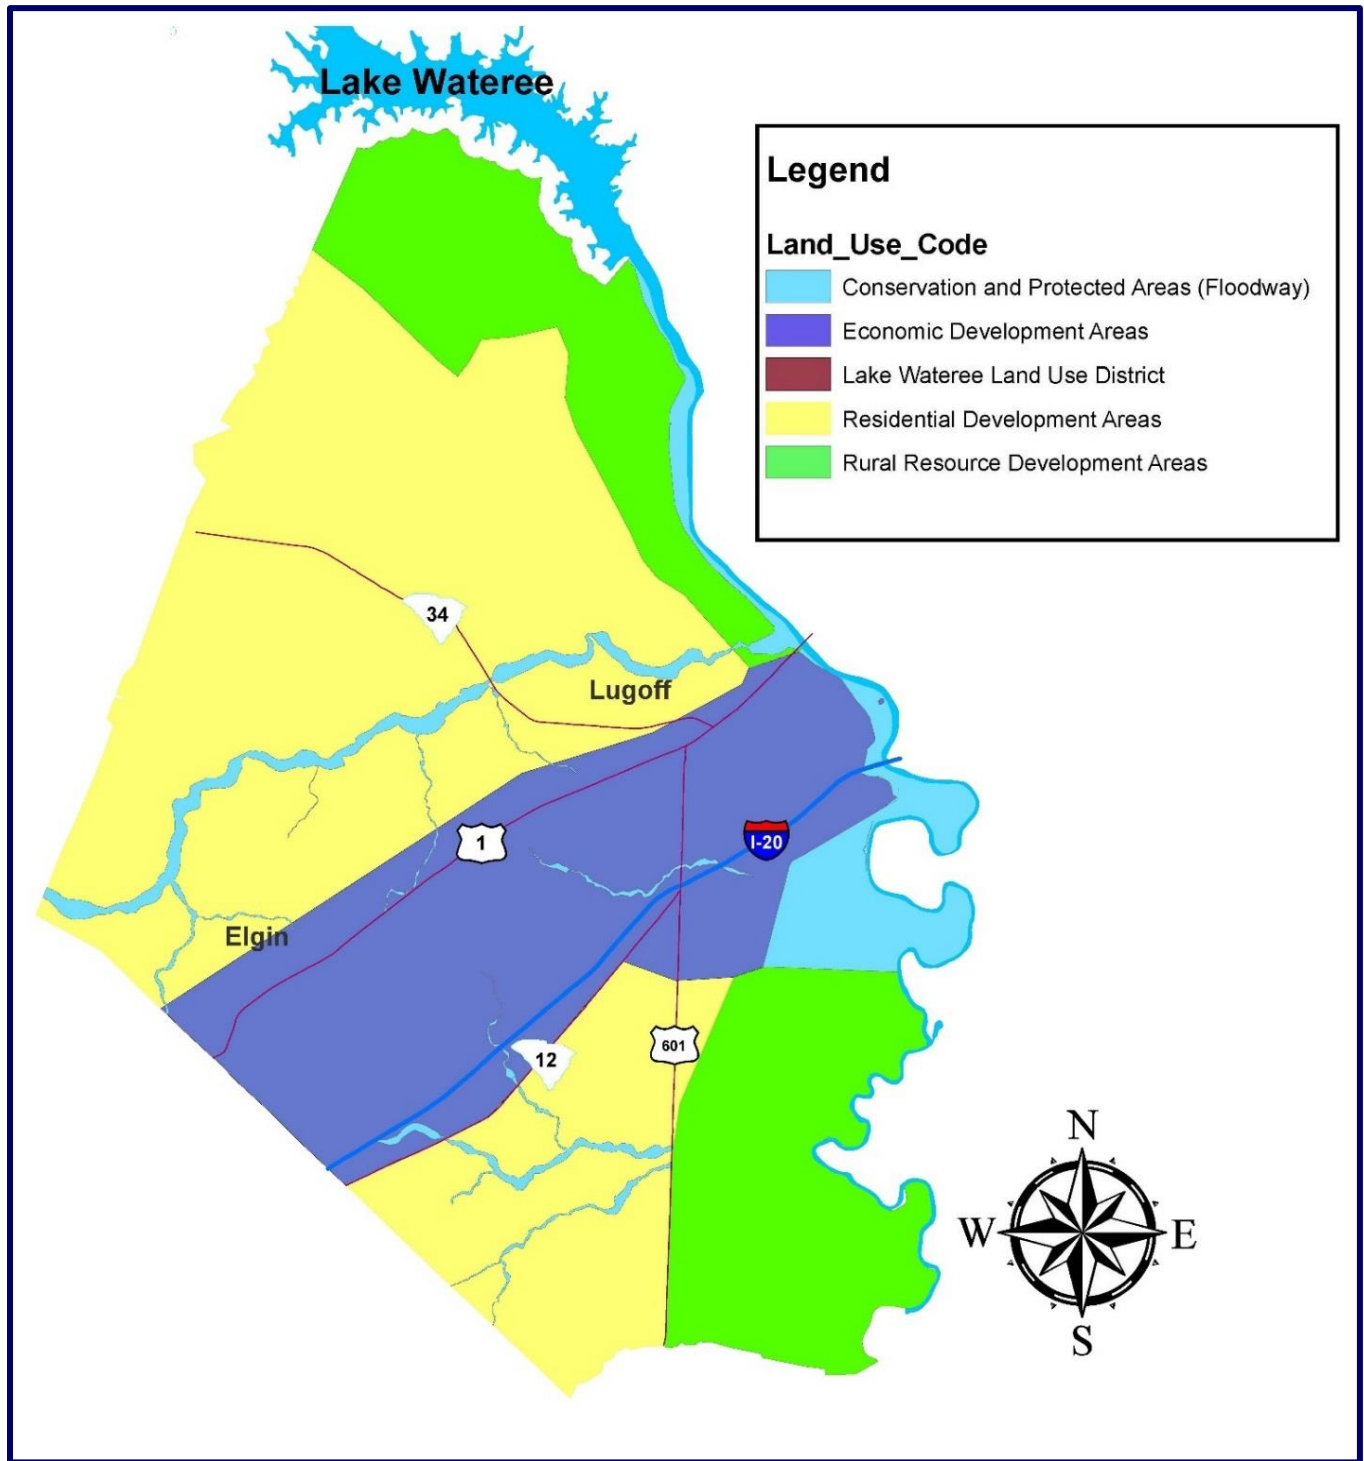 Lake Wateree
Legend
Land_Use_Code
Conservation and Protected Areas (Floodway)
Economic Development Areas
Lake Wateree Land Use District
Residential Development Areas
Rural Resource Development Areas
34
Lugoff
1
I-20
Elgin
601
12
N
W
E
S